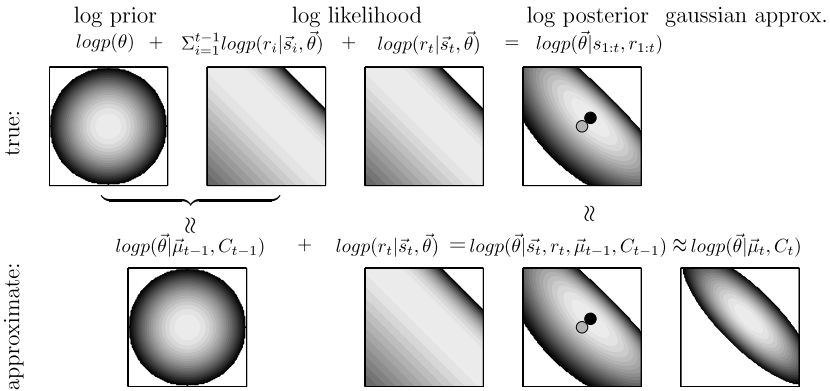 log prior log likelihood log posterior gaussian approx.
logp(θ) + Σ_{i=1}^{t−1}logp(r_i|s⃗_i, θ⃗) + logp(r_t|s⃗_t, θ⃗) = logp(θ⃗|s_{1:t}, r_{1:t})
true:
≈ ≈
logp(θ⃗|μ⃗_{t−1}, C_{t−1}) + logp(r_t|s⃗_t, θ⃗) = logp(θ⃗|s⃗_t, r_t, μ⃗_{t−1}, C_{t−1}) ≈ logp(θ⃗|μ⃗_t, C_t)
approximate: